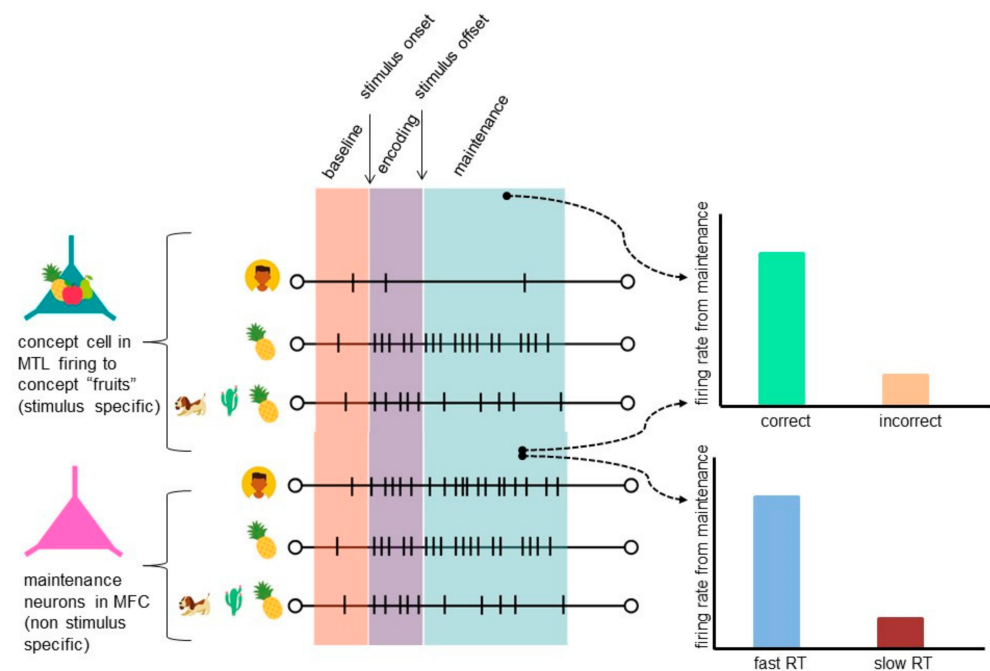 stimulus onset
stimulus offset
baseline
encoding
maintenance
concept cell in
MTL firing to
concept “fruits”
(stimulus specific)
maintenance
neurons in MFC
(non stimulus
specific)
firing rate from maintenance
correct
incorrect
firing rate from maintenance
fast RT
slow RT